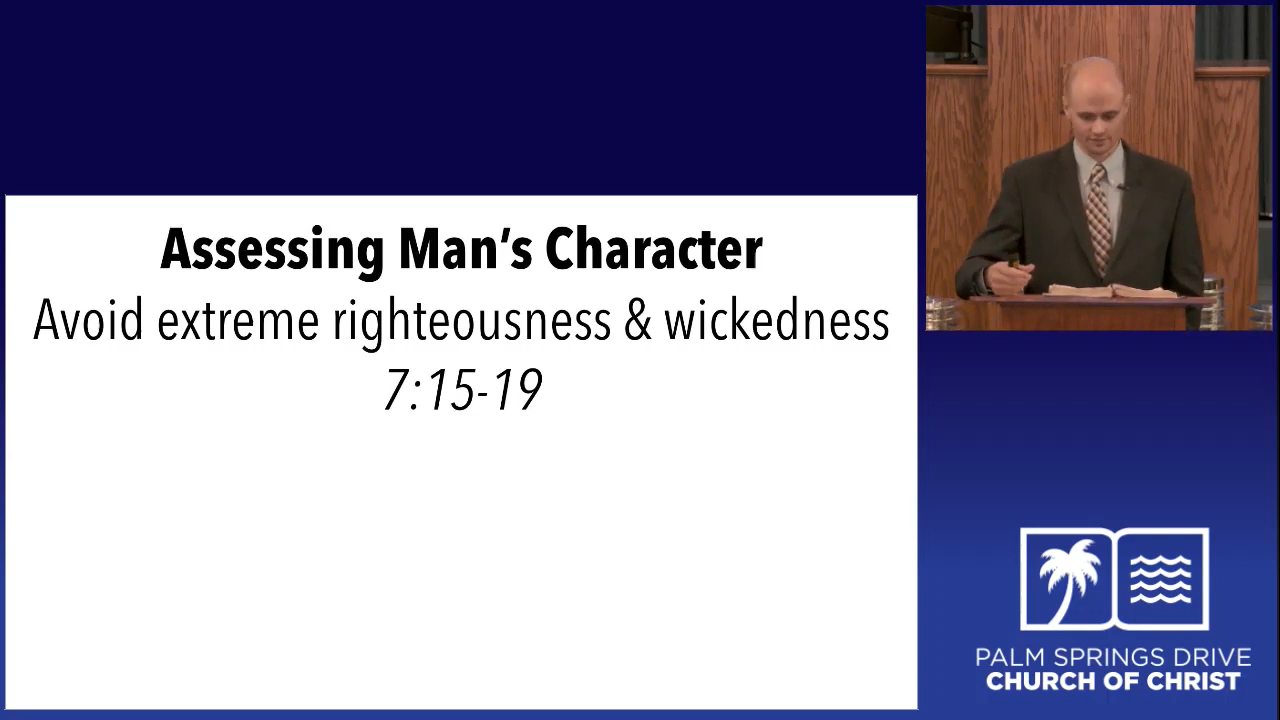 Assessing Man's Character
Avoid extreme righteousness & wickedness
7:15-19
PALM SPRINGS DRIVE
CHURCH OF CHRIST